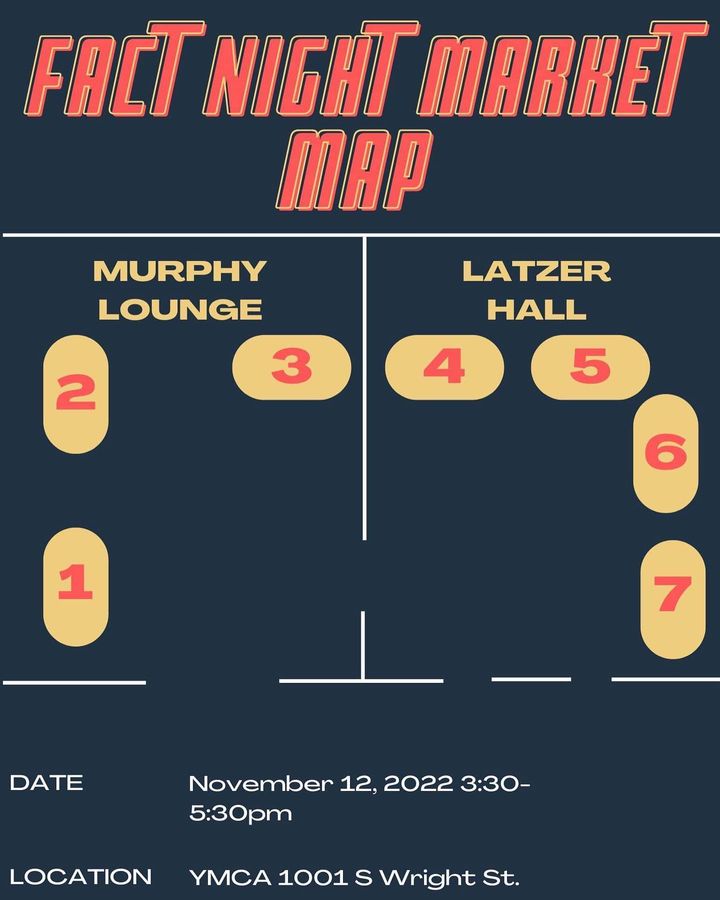 FACT NIGHT MARKET
MAP
MURPHY
LOUNGE
LATZER
HALL
2
3
4
5
6
1
7
DATE
November 12, 2022 3:30-
5:30pm
LOCATION
YMCA 1001 S Wright St.